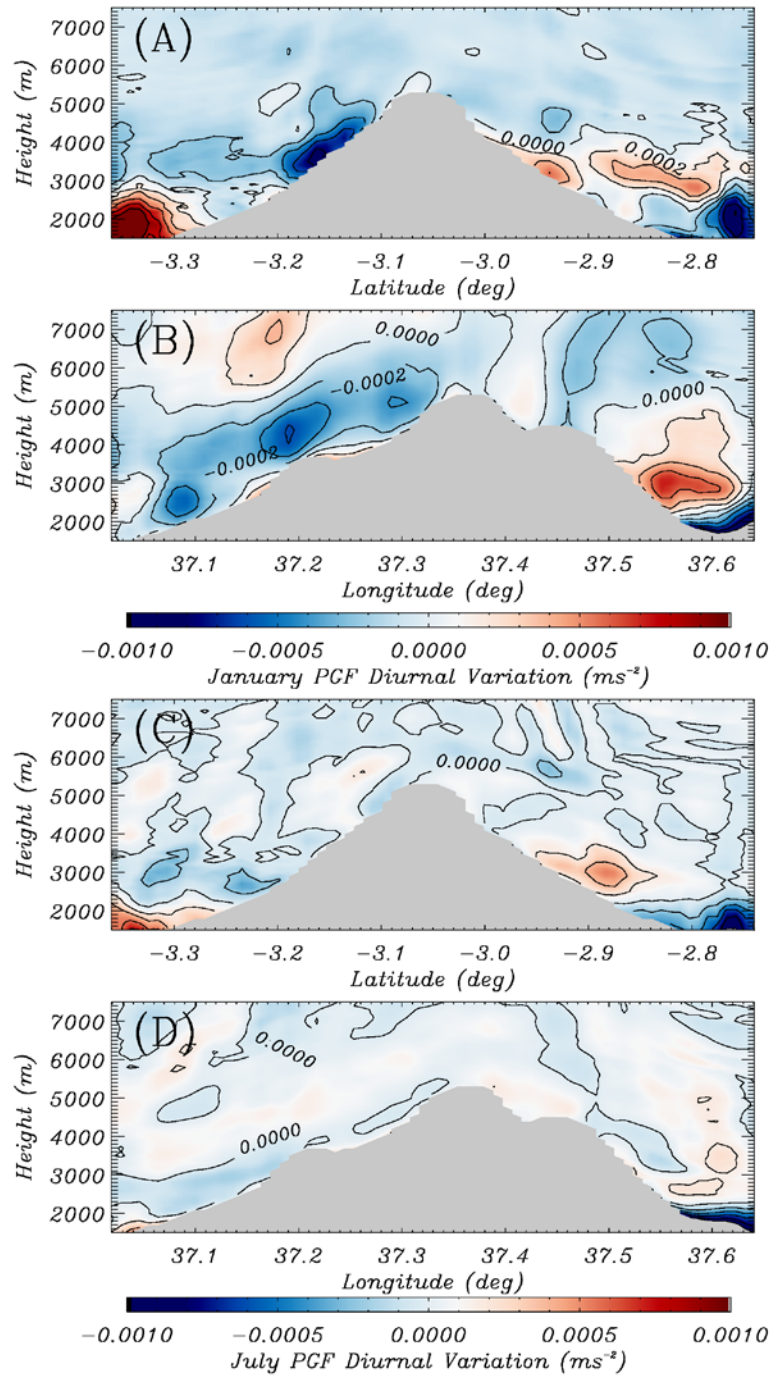 (A)
7000
6000
5000
4000
3000
2000
Height (m)
0.0000
0.0002
−3.3 −3.2 −3.1 −3.0 −2.9 −2.8
Latitude (deg)
(B)
7000
6000
5000
4000
3000
2000
Height (m)
0.0000
−0.0002
−0.0002
0.0000
37.1 37.2 37.3 37.4 37.5 37.6
Longitude (deg)
−0.0010 −0.0005 0.0000 0.0005 0.0010
January PGF Diurnal Variation (ms⁻²)
(C)
7000
6000
5000
4000
3000
2000
Height (m)
0.0000
−3.3 −3.2 −3.1 −3.0 −2.9 −2.8
Latitude (deg)
(D)
7000
6000
5000
4000
3000
2000
Height (m)
0.0000
0.0000
37.1 37.2 37.3 37.4 37.5 37.6
Longitude (deg)
−0.0010 −0.0005 0.0000 0.0005 0.0010
July PGF Diurnal Variation (ms⁻²)